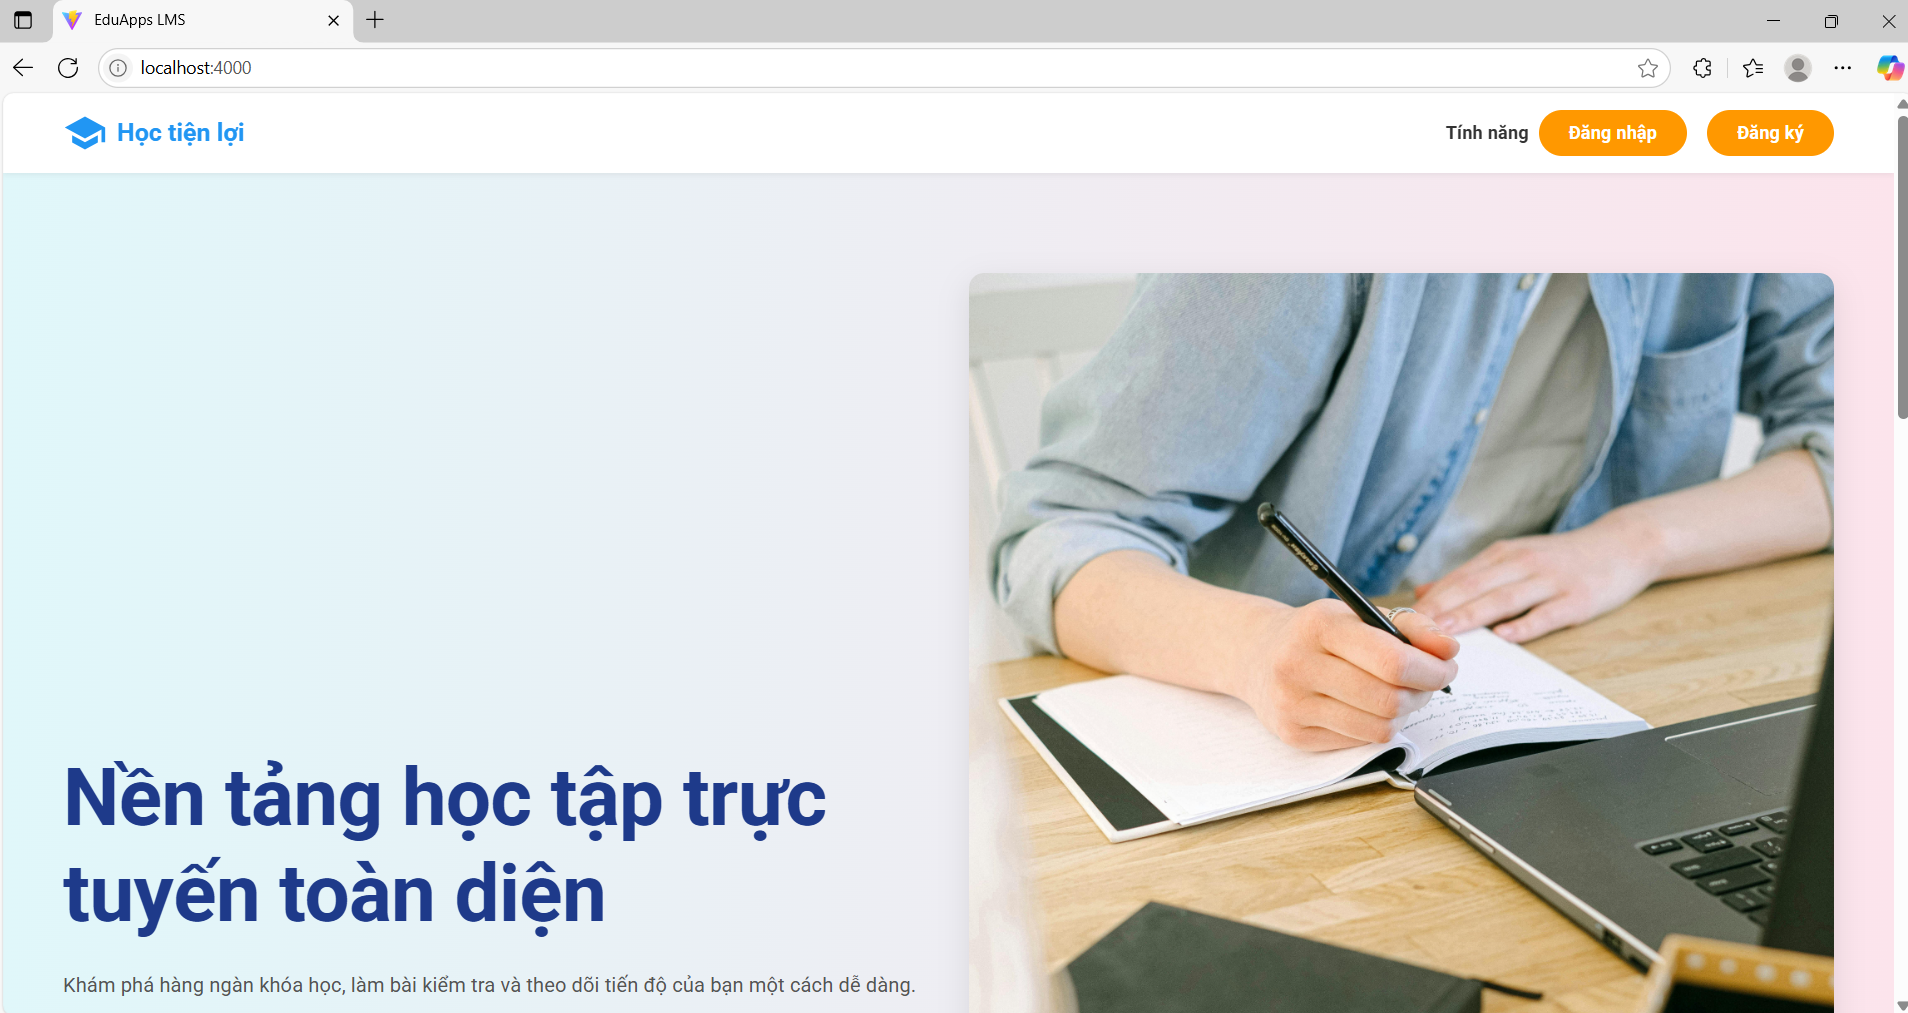 EduApps LMS
localhost:4000
Học tiện lợi
Tính năng
Đăng nhập
Đăng ký
Nền tảng học tập trực
tuyến toàn diện
Khám phá hàng ngàn khóa học, làm bài kiểm tra và theo dõi tiến độ của bạn một cách dễ dàng.